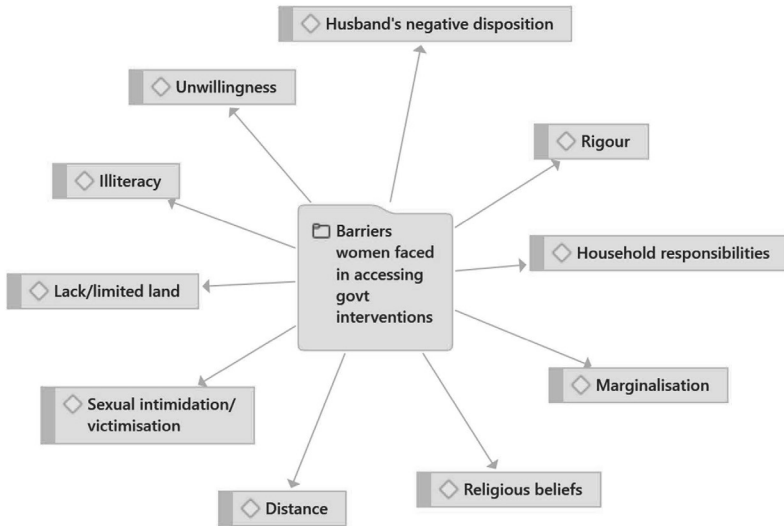 Husband's negative disposition
Unwillingness
Rigour
Illiteracy
Barriers
women faced
in accessing
govt
interventions
Household responsibilities
Lack/limited land
Marginalisation
Sexual intimidation/
victimisation
Religious beliefs
Distance